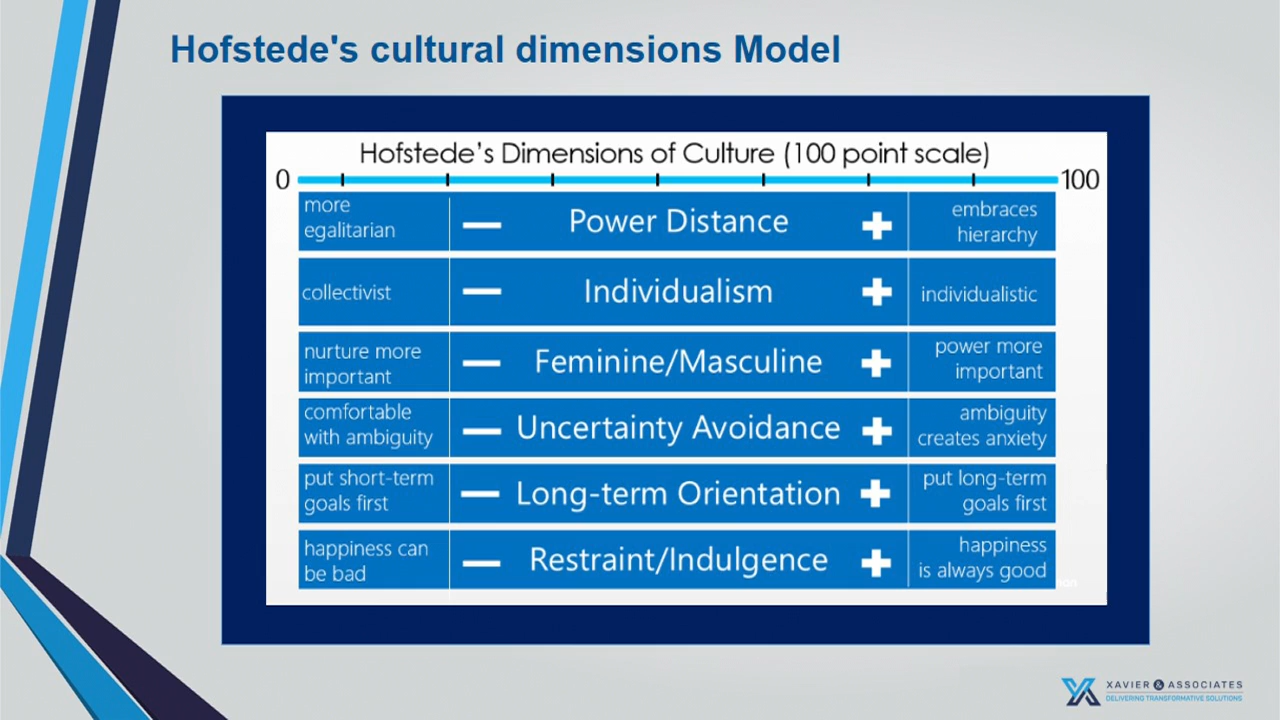 Hofstede's cultural dimensions Model
Hofstede's Dimensions of Culture (100 point scale)
0
100
more
egalitarian
Power Distance
embraces
hierarchy
collectivist
Individualism
individualistic
nurture more
important
Feminine/Masculine
power more
important
comfortable
with ambiguity
Uncertainty Avoidance
ambiguity
creates anxiety
put short-term
goals first
Long-term Orientation
put long-term
goals first
happiness can
be bad
Restraint/Indulgence
happiness
is always good
XAVIER & ASSOCIATES
DELIVERING TRANSFORMATIVE SOLUTIONS